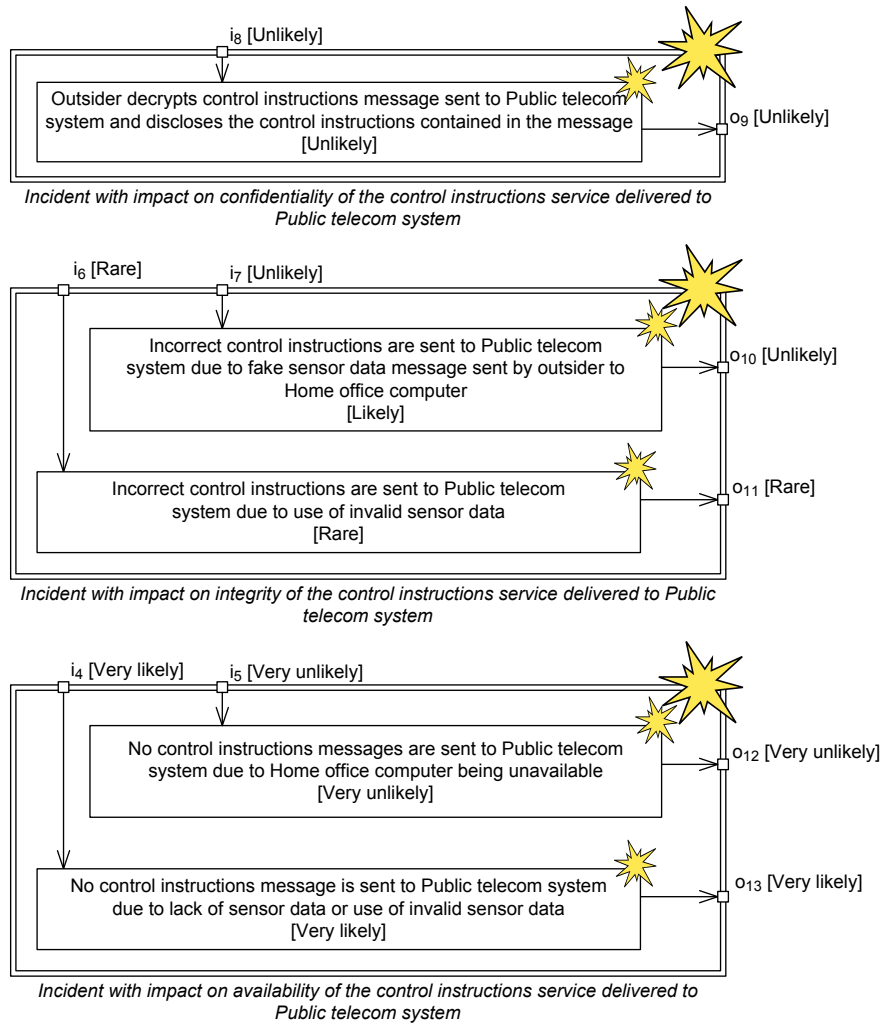 i8 [Unlikely]
Outsider decrypts control instructions message sent to Public telecom
system and discloses the control instructions contained in the message
[Unlikely]
o9 [Unlikely]
Incident with impact on confidentiality of the control instructions service delivered to
Public telecom system
i6 [Rare]
i7 [Unlikely]
Incorrect control instructions are sent to Public telecom
system due to fake sensor data message sent by outsider to
Home office computer
[Likely]
o10 [Unlikely]
Incorrect control instructions are sent to Public telecom
system due to use of invalid sensor data
[Rare]
o11 [Rare]
Incident with impact on integrity of the control instructions service delivered to Public
telecom system
i4 [Very likely]
i5 [Very unlikely]
No control instructions messages are sent to Public telecom
system due to Home office computer being unavailable
[Very unlikely]
o12 [Very unlikely]
No control instructions message is sent to Public telecom system
due to lack of sensor data or use of invalid sensor data
[Very likely]
o13 [Very likely]
Incident with impact on availability of the control instructions service delivered to
Public telecom system